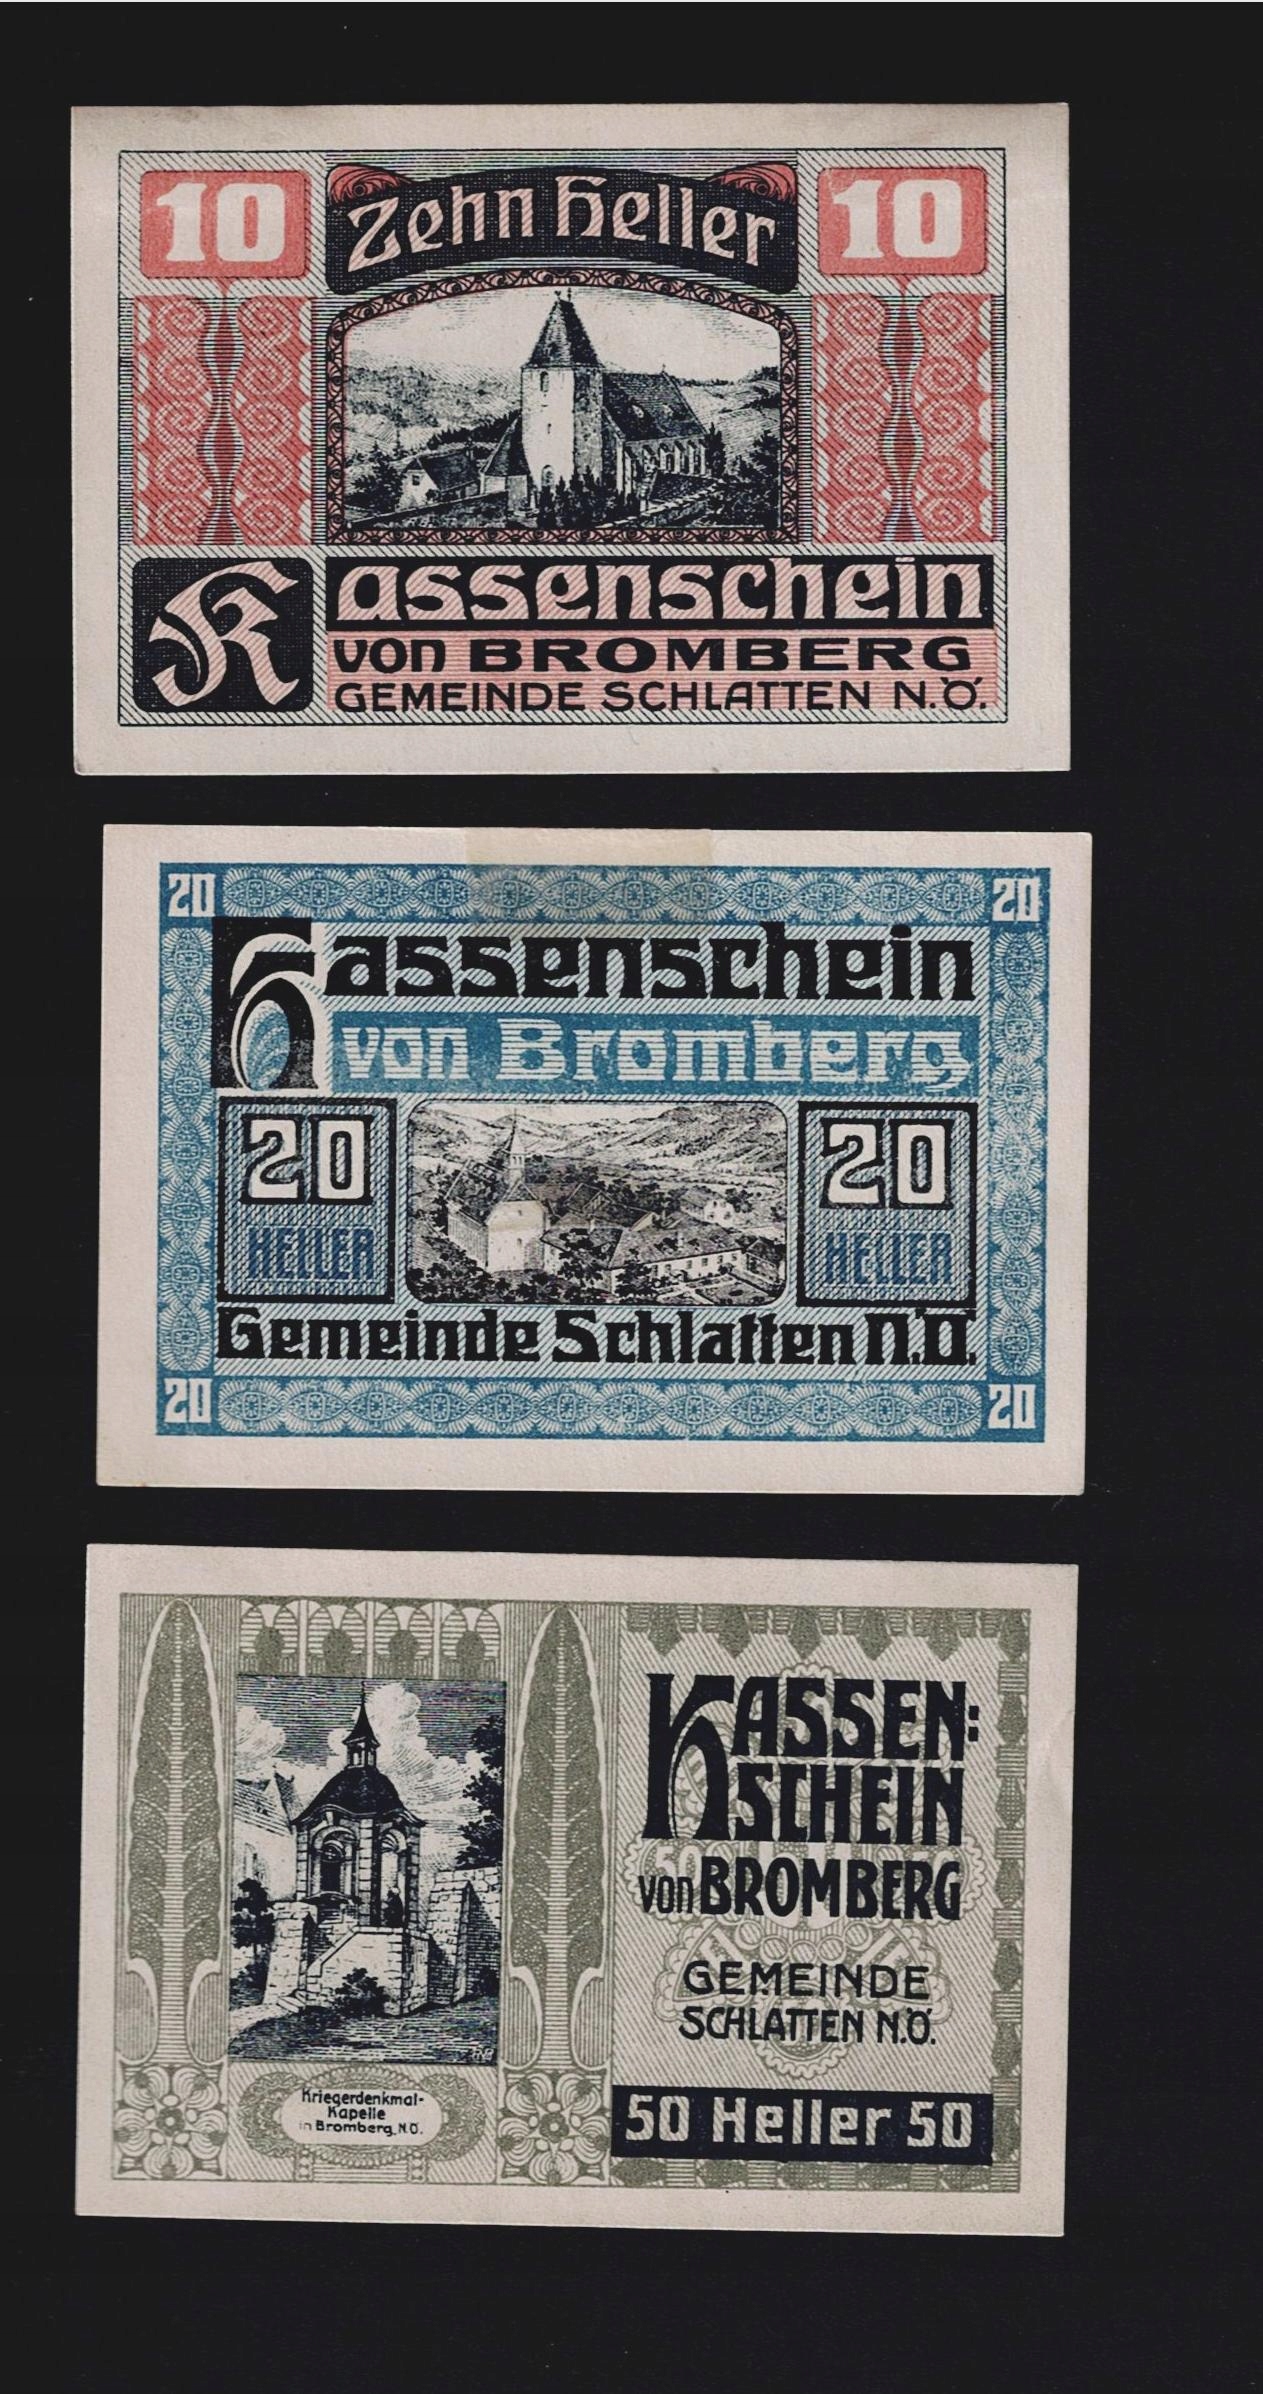 10 Zehn Heller 10
Kassenschein
von BROMBERG
GEMEINDE SCHLATTEN N.Ö.
20 20
Kassenschein
von Bromberg
20 20
HELLER HELLER
Gemeinde Schlatten N.Ö.
20 20
KASSEN:
SCHEIN
von BROMBERG
GEMEINDE
SCHLATTEN N.Ö.
50 Heller 50
Kriegerdenkmal-
Kapelle
in Bromberg, N.Ö.